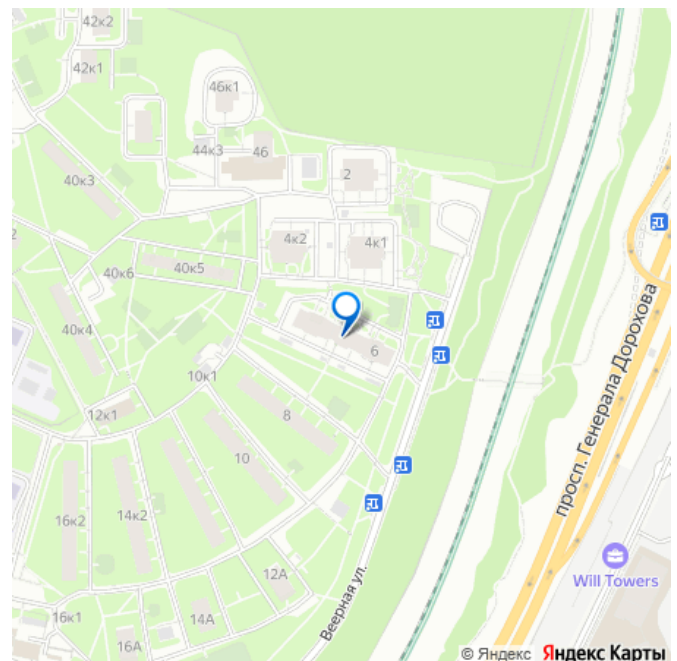 42к2
42к1
46к1
44к3
46
40к3
2
4к2
4к1
40к5
40к6
2
40к4
6
10к1
12к1
8
10
16к2
14к2
12А
14А
16к1
16А
Веерная ул.
просп. Генерала Дорохова
Will Towers
© Яндекс Яндекс Карты